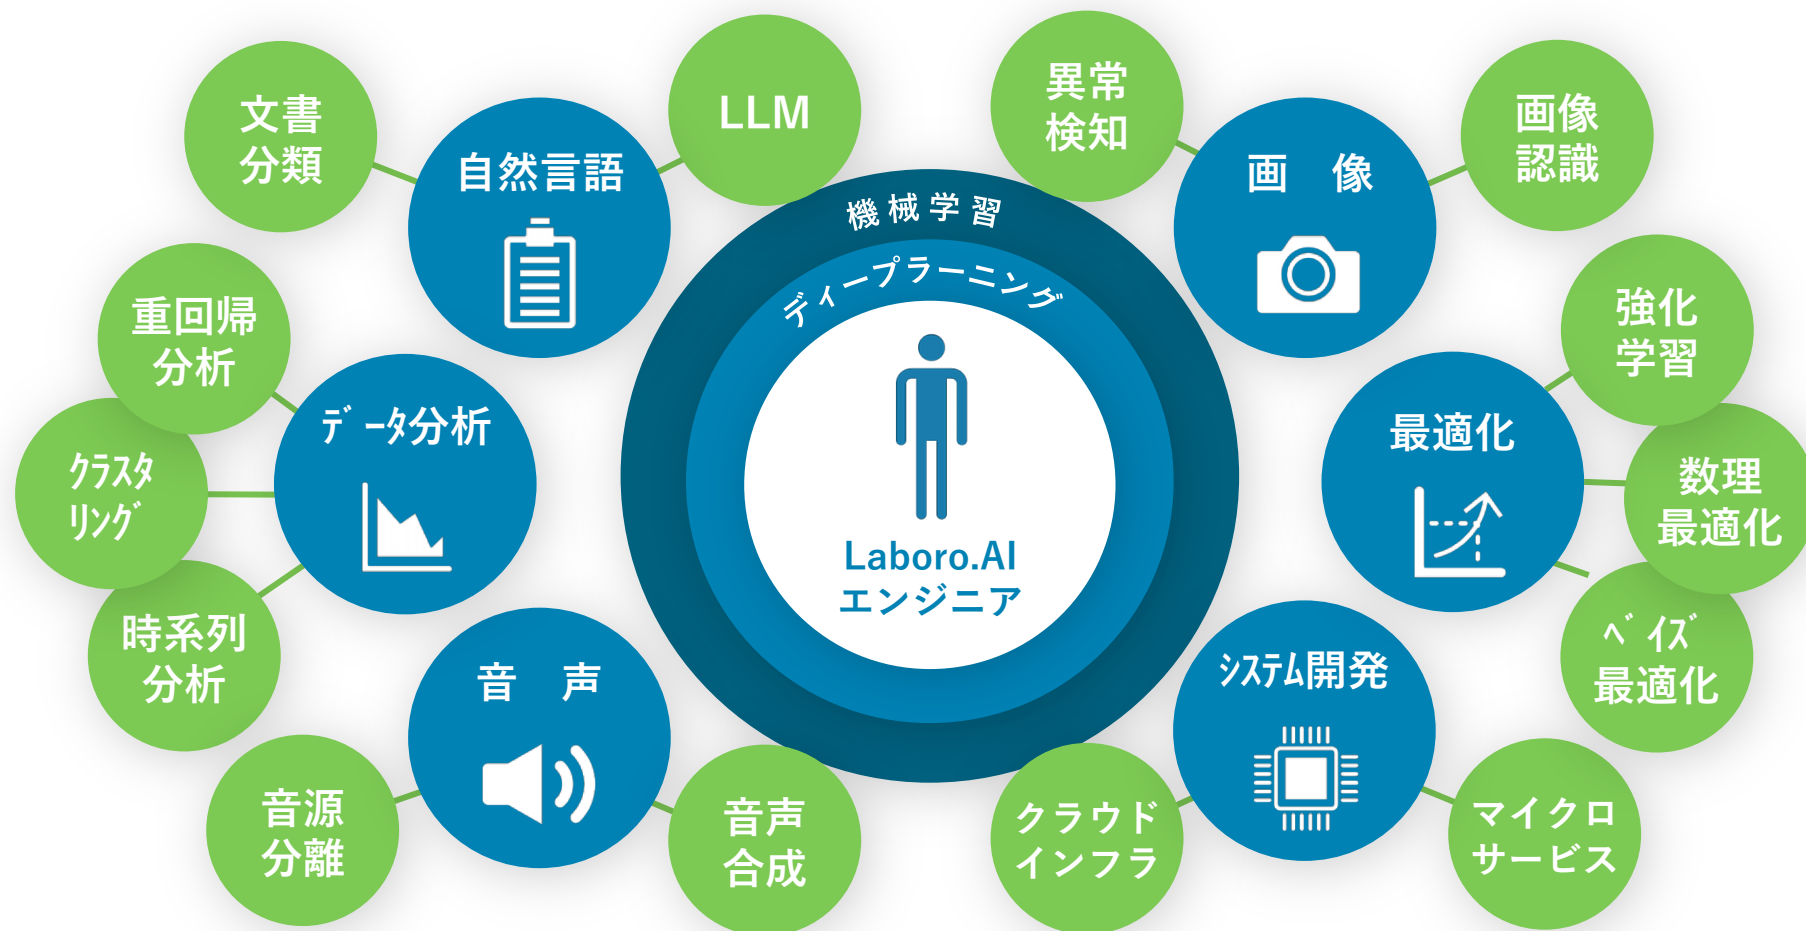 文書
分類
自然言語
LLM
異常
検知
画 像
画像
認識
機械学習
ディープラーニング
重回帰
分析
ﾃﾞｰﾀ分析
ｸﾗｽﾀ
ﾘﾝｸﾞ
時系列
分析
Laboro.AI
エンジニア
強化
学習
最適化
数理
最適化
ﾍﾞｲｽﾞ
最適化
音 声
音源
分離
音声
合成
ｼｽﾃﾑ開発
クラウド
インフラ
マイクロ
サービス